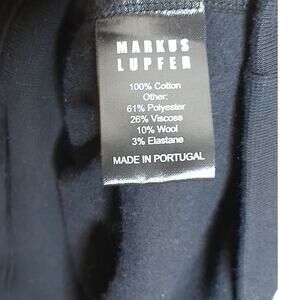 MARKUS
LUPFER
100% Cotton
Other:
61% Polyester
26% Viscose
10% Wool
3% Elastane
MADE IN PORTUGAL